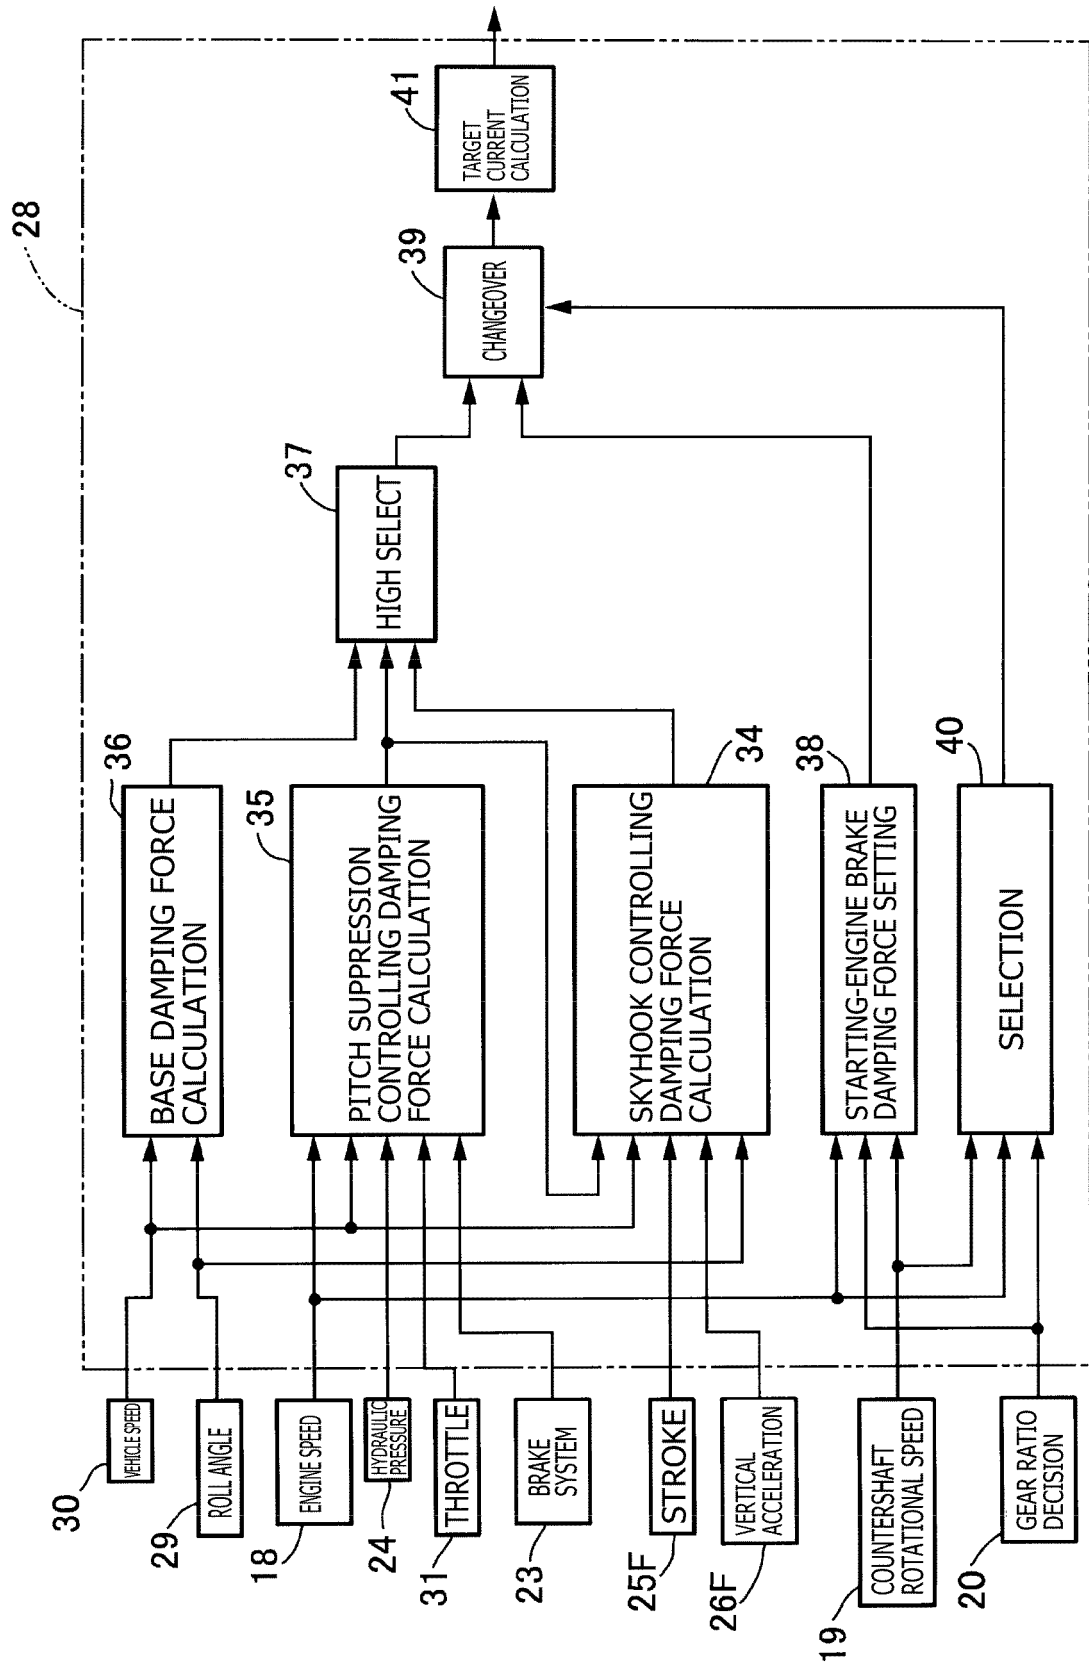 28
30
VEHICLE SPEED
29
ROLL ANGLE
18
ENGINE SPEED
24
HYDRAULIC
PRESSURE
31
THROTTLE
23
BRAKE
SYSTEM
25F
STROKE
26F
VERTICAL
ACCELERATION
19
COUNTERSHAFT
ROTATIONAL SPEED
20
GEAR RATIO
DECISION
36
BASE DAMPING FORCE
CALCULATION
35
PITCH SUPPRESSION
CONTROLLING DAMPING
FORCE CALCULATION
34
SKYHOOK CONTROLLING
DAMPING FORCE
CALCULATION
38
STARTING-ENGINE BRAKE
DAMPING FORCE SETTING
40
SELECTION
37
HIGH SELECT
39
CHANGEOVER
41
TARGET
CURRENT
CALCULATION